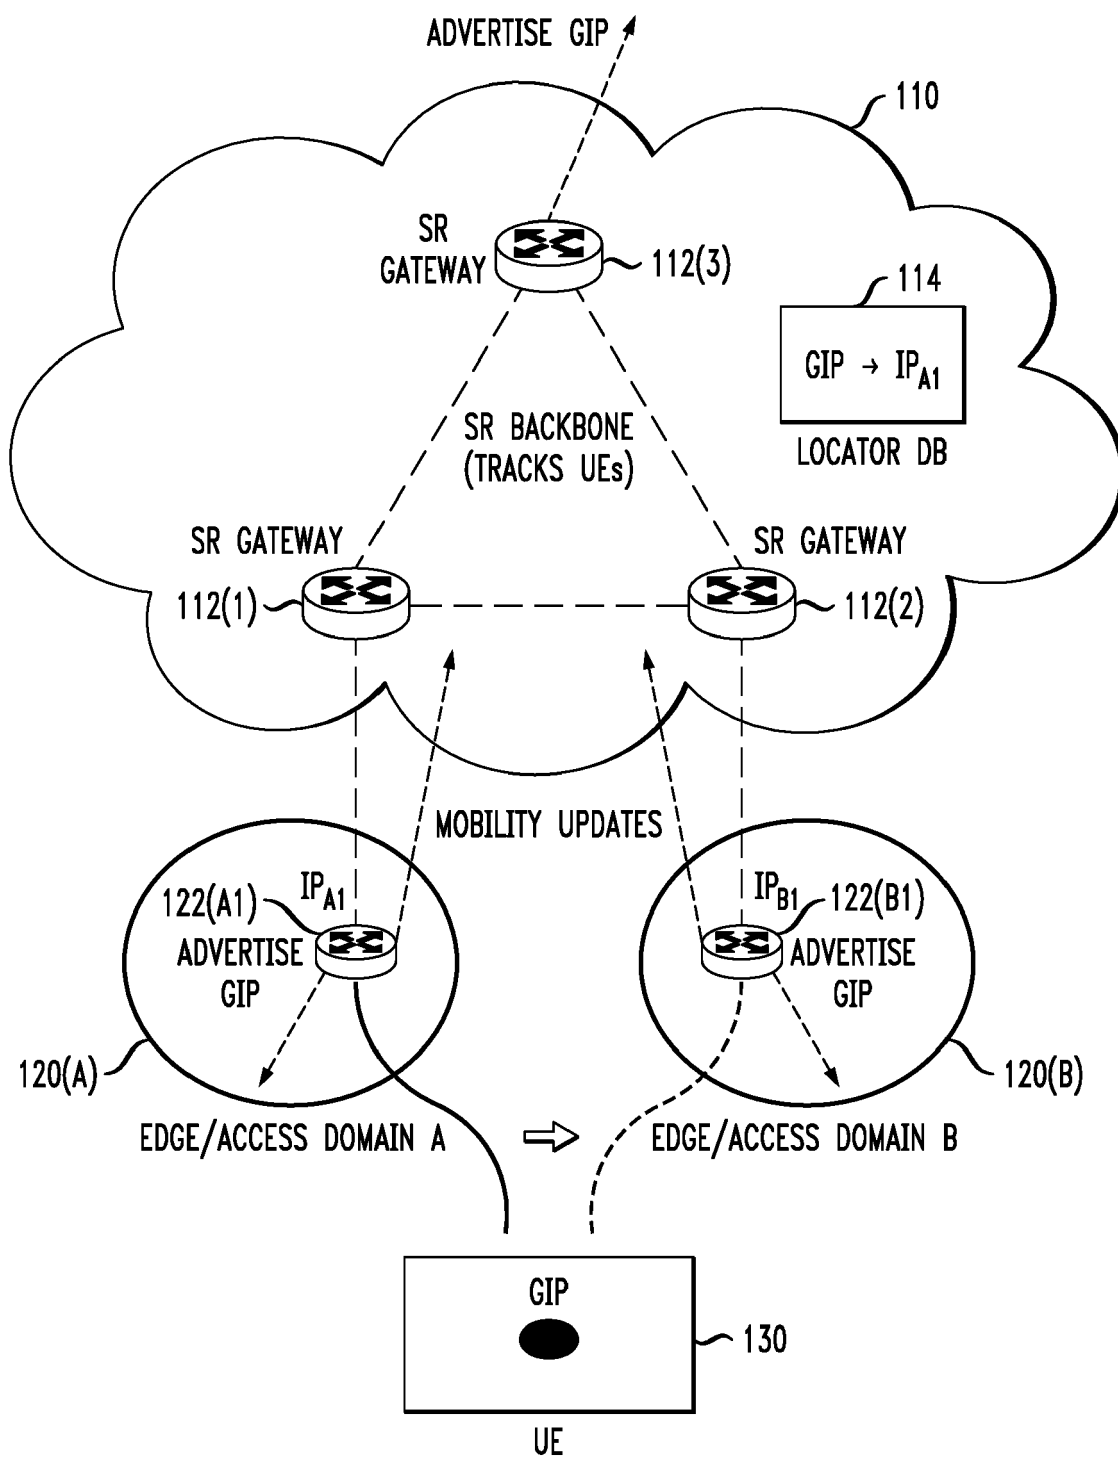 ADVERTISE GIP
110
SR
GATEWAY
112(3)
114
GIP → IPA1
LOCATOR DB
SR BACKBONE
(TRACKS UEs)
SR GATEWAY
SR GATEWAY
112(1)
112(2)
MOBILITY UPDATES
IPA1
122(A1)
ADVERTISE
GIP
IPB1
122(B1)
ADVERTISE
GIP
120(A)
120(B)
EDGE/ACCESS DOMAIN A
EDGE/ACCESS DOMAIN B
GIP
130
UE